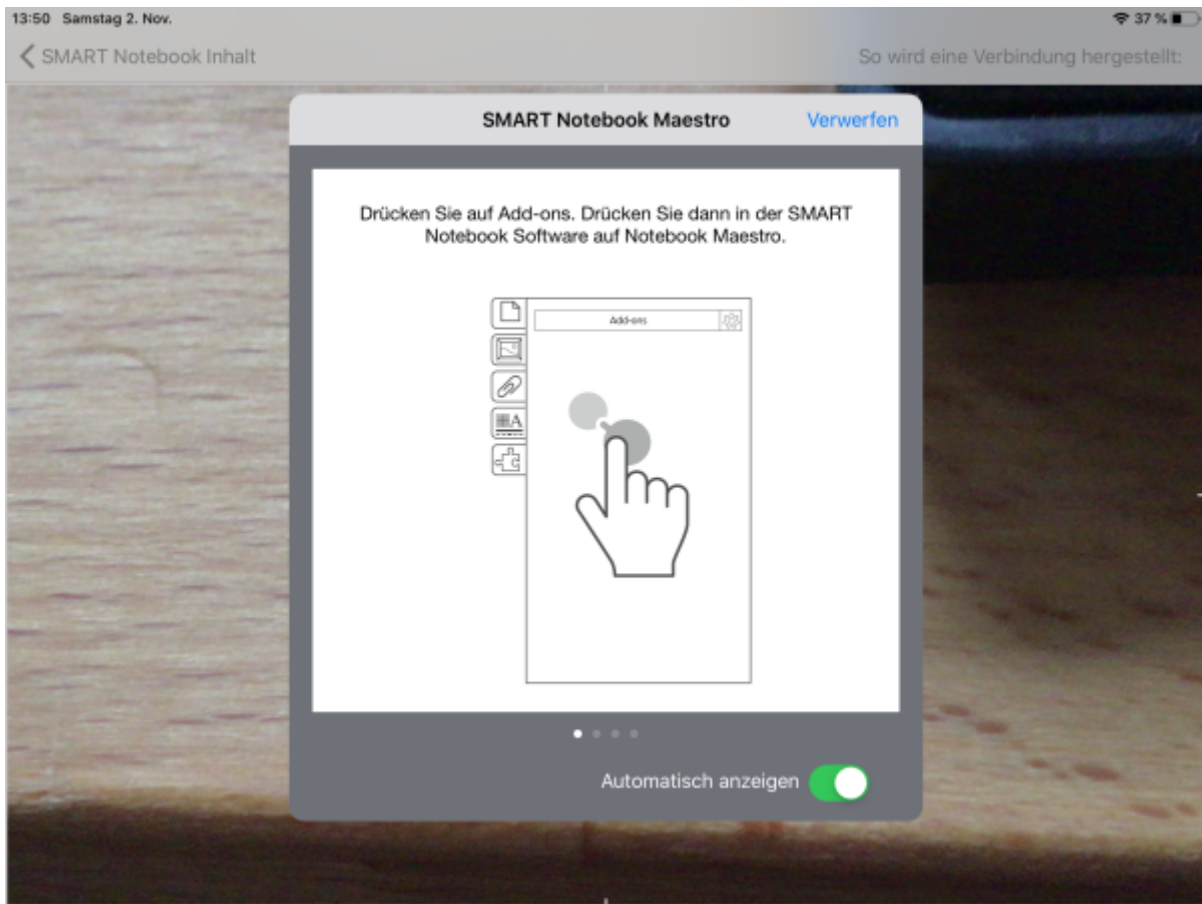 13:50 Samstag 2. Nov.
37 %
SMART Notebook Inhalt
So wird eine Verbindung hergestellt:
SMART Notebook Maestro
Verwerfen
Drücken Sie auf Add-ons. Drücken Sie dann in der SMART
Notebook Software auf Notebook Maestro.
Add-ons
A
Automatisch anzeigen